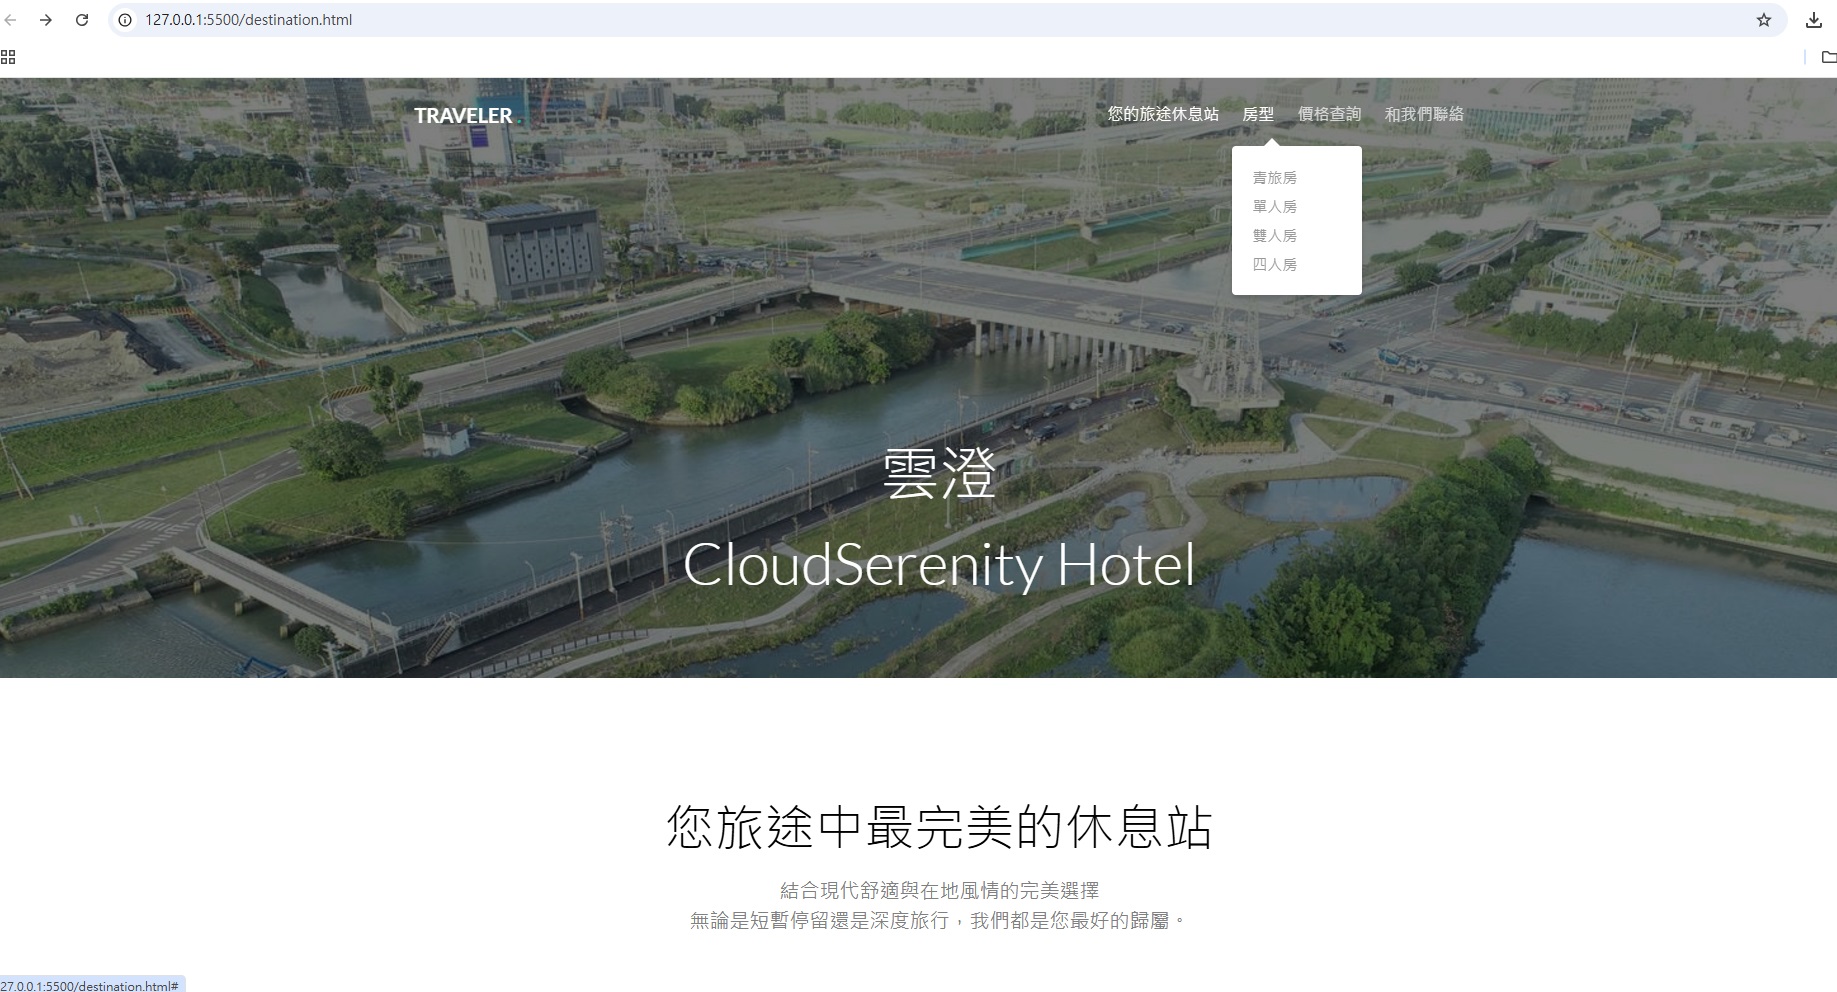 127.0.0.1:5500/destination.html
TRAVELER .
您的旅途休息站 房型 價格查詢 和我們聯絡
青旅房
單人房
雙人房
四人房
雲澄
CloudSerenity Hotel
您旅途中最完美的休息站
結合現代舒適與在地風情的完美選擇
無論是短暫停留還是深度旅行，我們都是您最好的歸屬。
27.0.0.1:5500/destination.html#